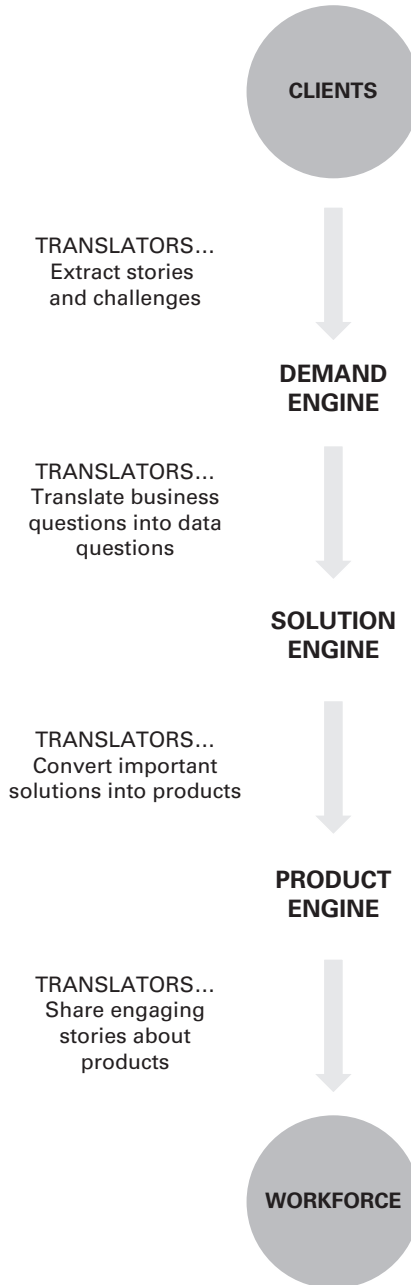 CLIENTS
TRANSLATORS…
Extract stories
and challenges
DEMAND
ENGINE
TRANSLATORS…
Translate business
questions into data
questions
SOLUTION
ENGINE
TRANSLATORS…
Convert important
solutions into products
PRODUCT
ENGINE
TRANSLATORS…
Share engaging
stories about
products
WORKFORCE